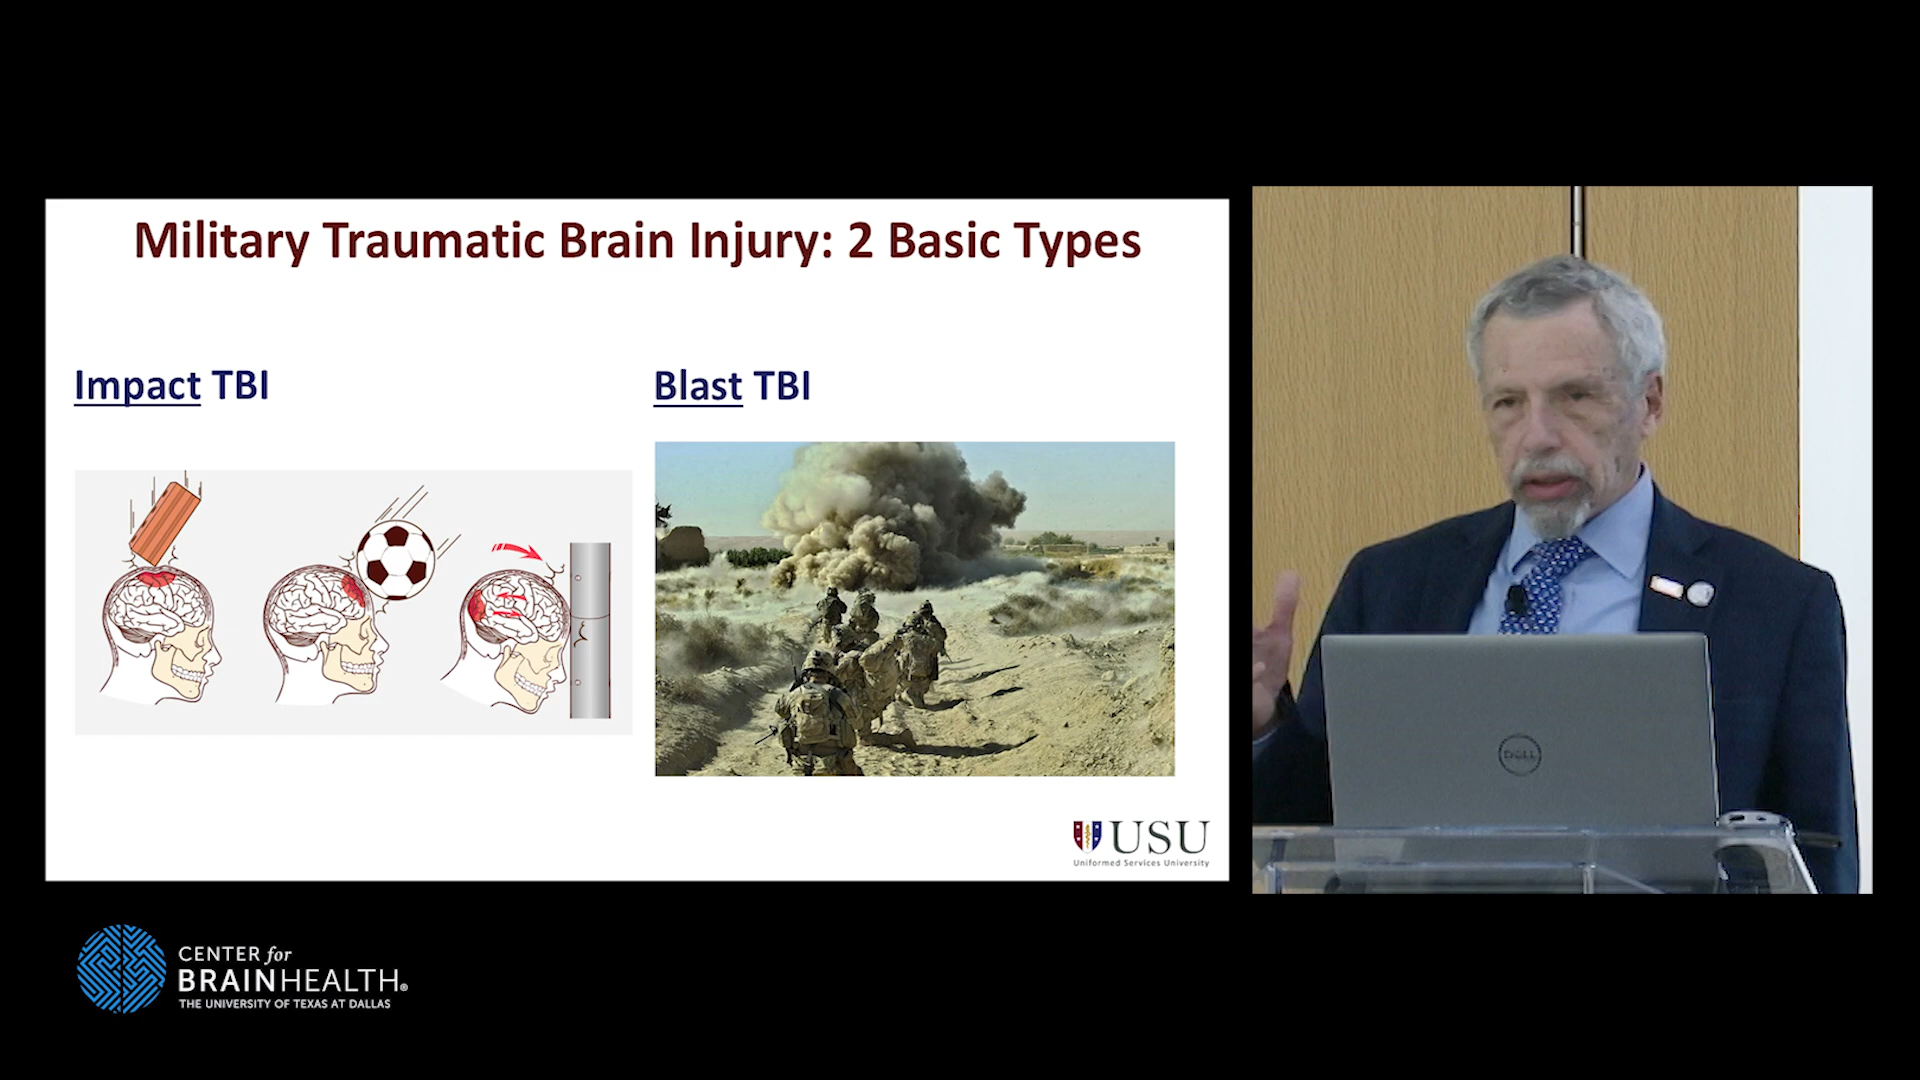 Military Traumatic Brain Injury: 2 Basic Types
Impact TBI
Blast TBI
USU
Uniformed Services University
DELL
CENTER for
BRAINHEALTH®
THE UNIVERSITY OF TEXAS AT DALLAS